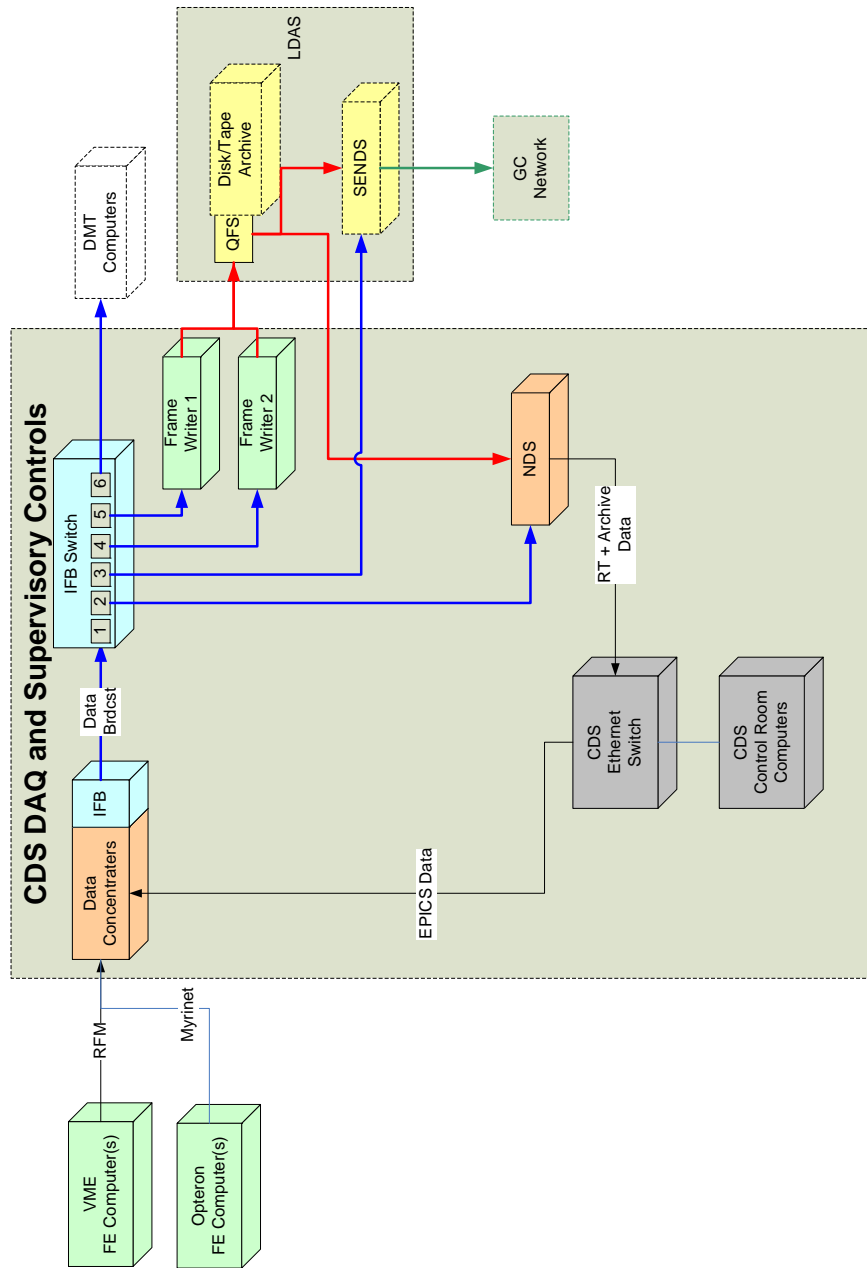 CDS DAQ and Supervisory Controls
VME
FE Computer(s)
Opteron
FE Computer(s)
RFM
Myrinet
Data
Concentraters
IFB
Data
Brdcst
IFB Switch
1
2
3
4
5
6
DMT
Computers
Frame
Writer 1
Frame
Writer 2
LDAS
QFS
Disk/Tape
Archive
SENDS
GC
Network
NDS
RT + Archive
Data
EPICS Data
CDS
Ethernet
Switch
CDS
Control Room
Computers